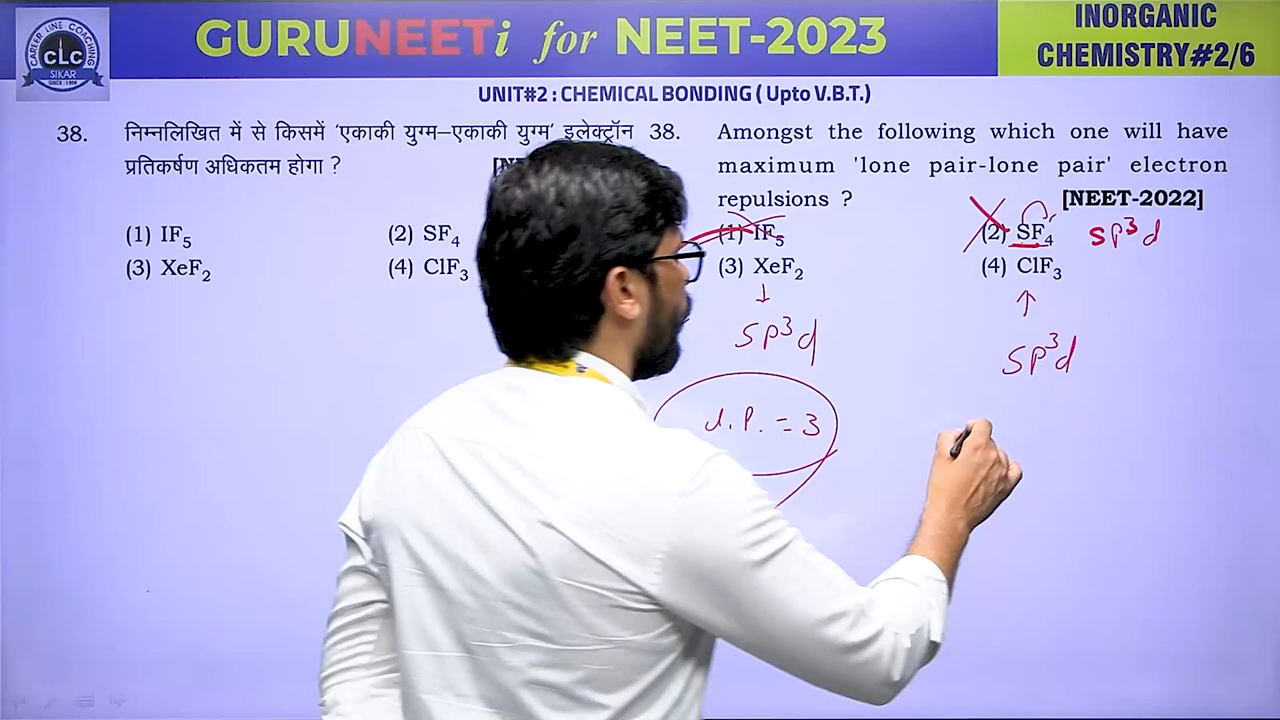 CAREER LINE COACHING
CLC
SIKAR
SINCE : 1996
GURUNEETi for NEET-2023
INORGANIC
CHEMISTRY#2/6
UNIT#2 : CHEMICAL BONDING ( Upto V.B.T.)
38. निम्नलिखित में से किसमें ‘एकाकी युग्म–एकाकी युग्म’ इलेक्ट्रॉन
प्रतिकर्षण अधिकतम होगा ?
(1) IF₅ (2) SF₄
(3) XeF₂ (4) ClF₃
38. Amongst the following which one will have
maximum 'lone pair-lone pair' electron
repulsions ? [NEET-2022]
(1) IF₅ (2) SF₄ sp³d
(3) XeF₂ (4) ClF₃
sp³d sp³d
l.p. = 3